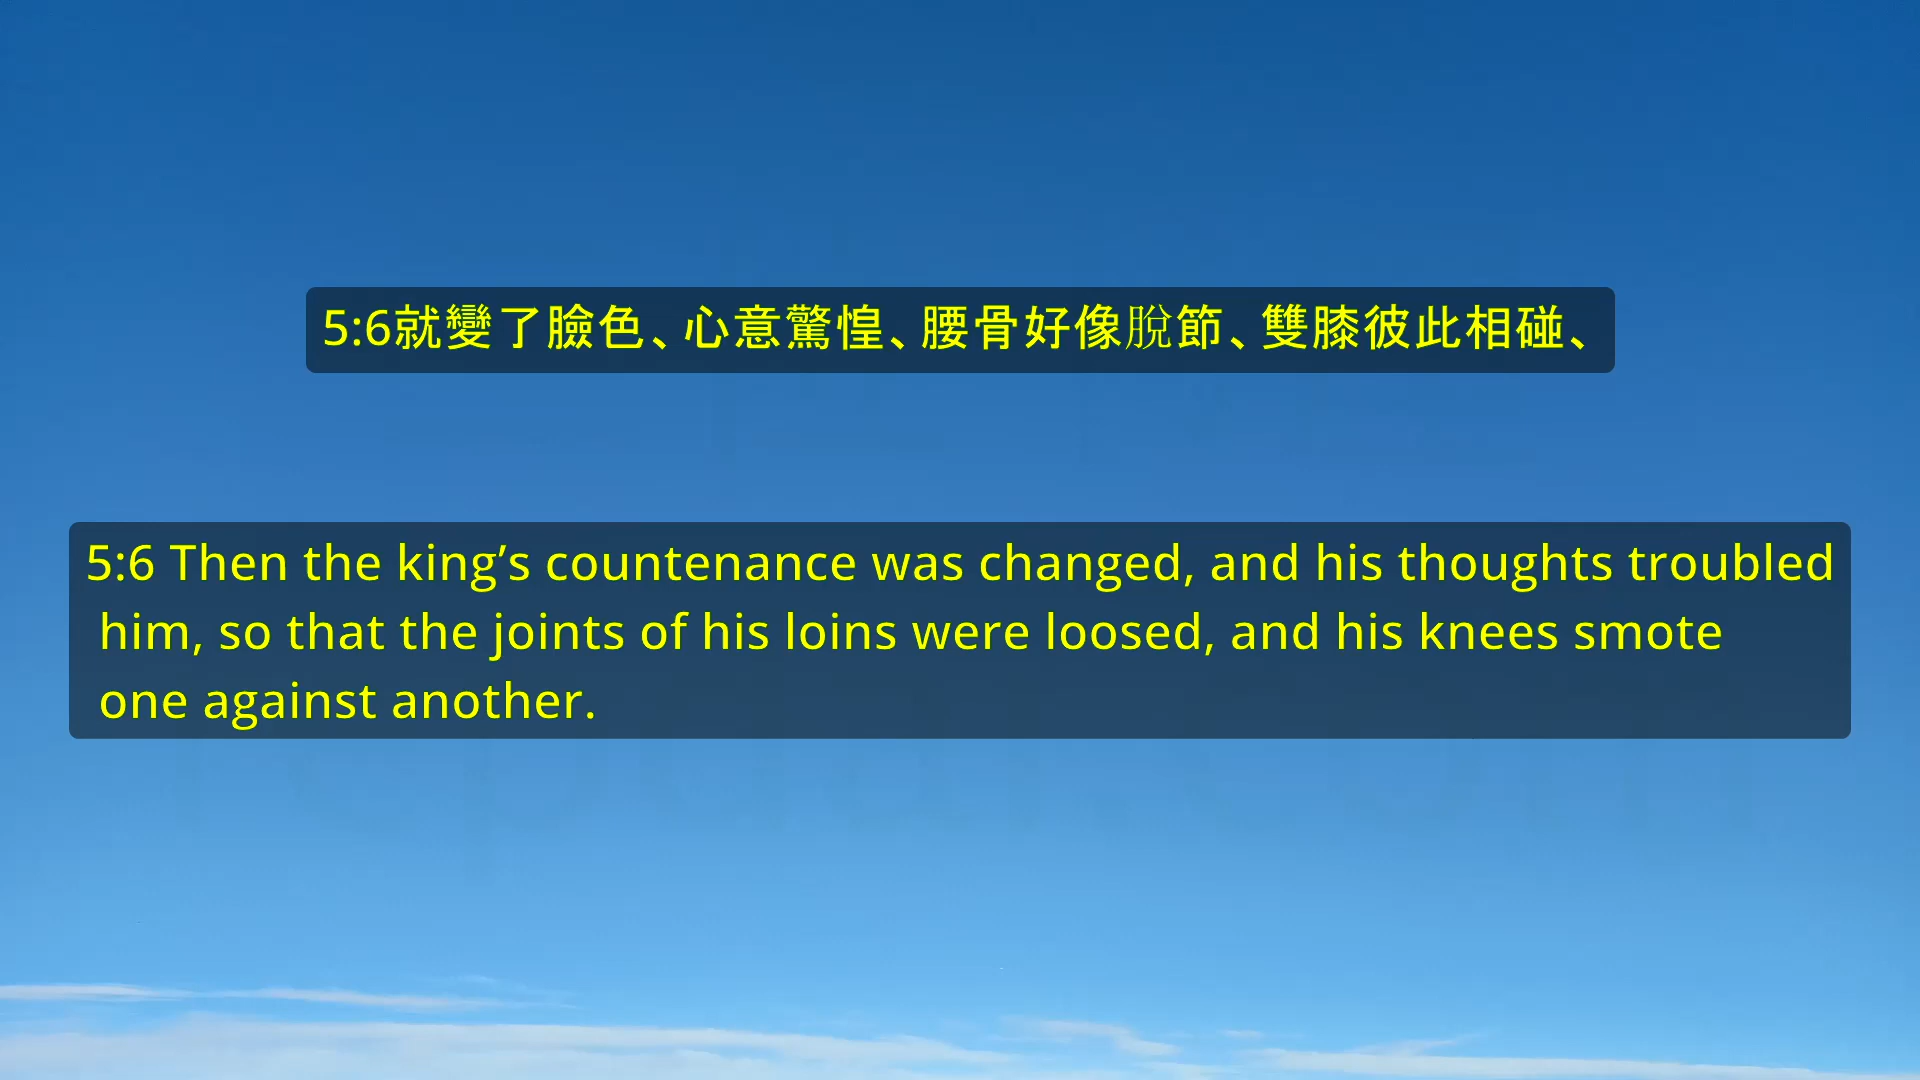 5:6就變了臉色、心意驚惶、腰骨好像脫節、雙膝彼此相碰、
5:6 Then the king’s countenance was changed, and his thoughts troubled
him, so that the joints of his loins were loosed, and his knees smote
one against another.